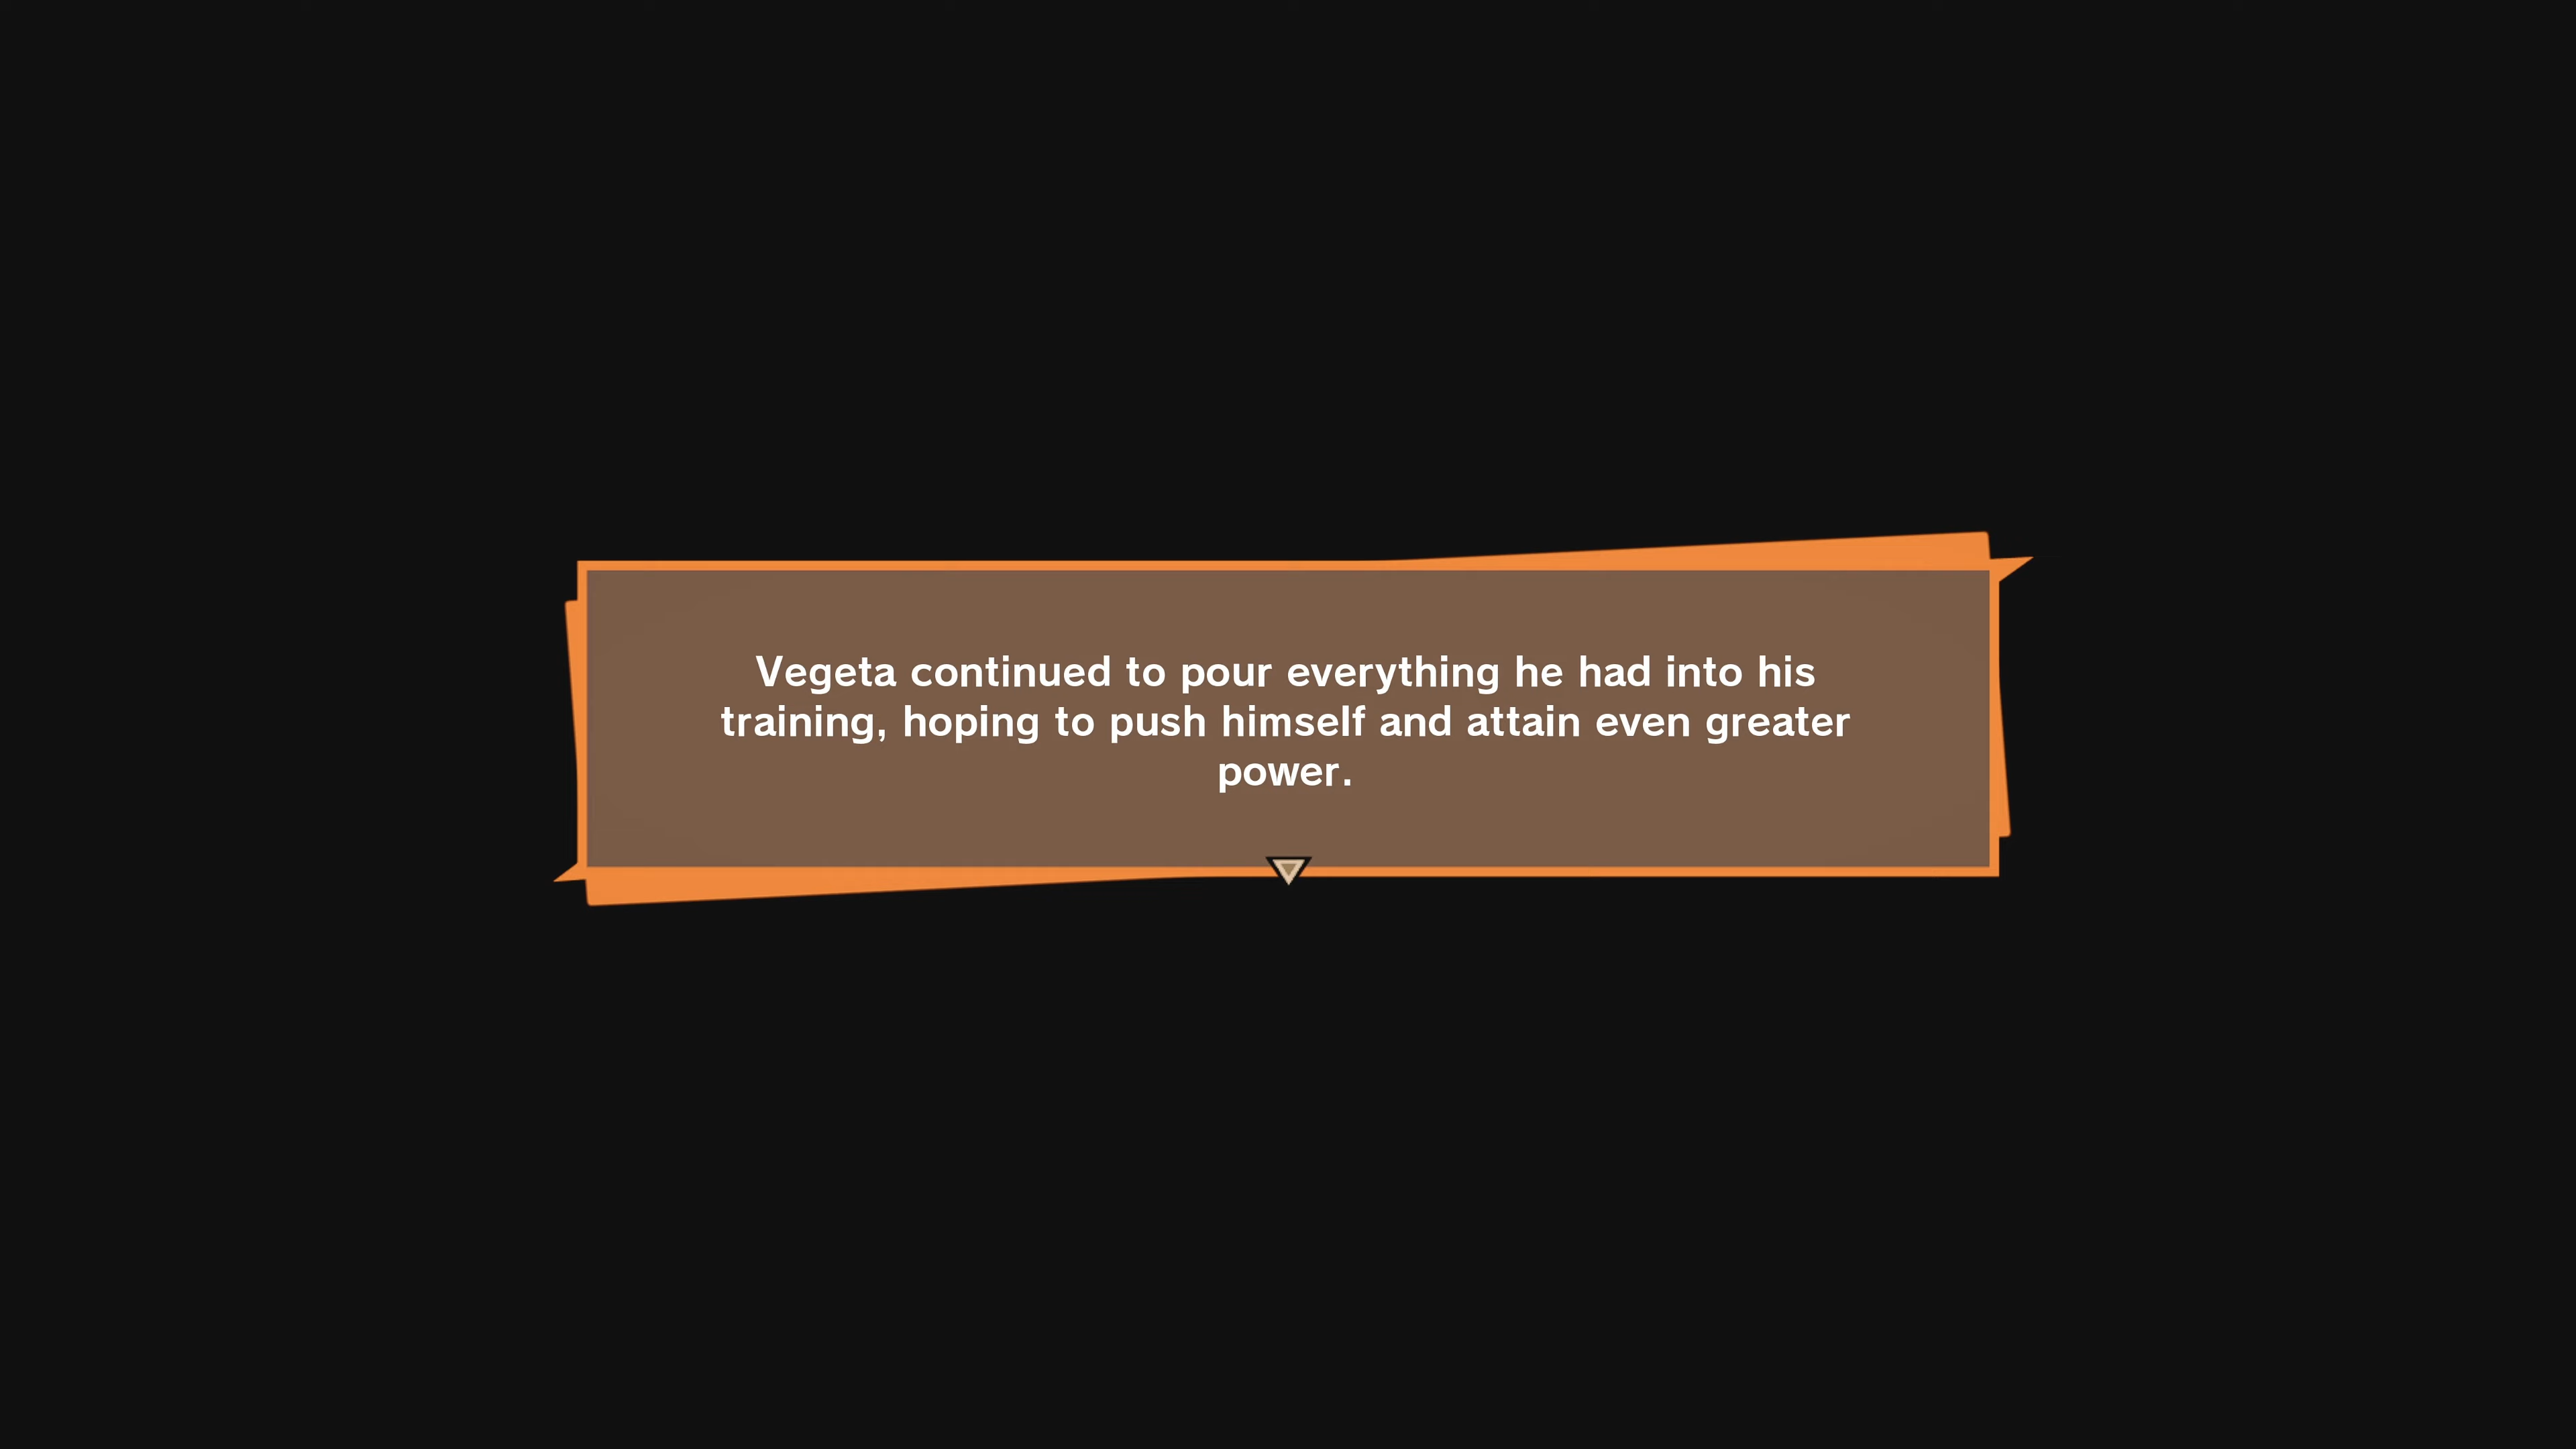 Vegeta continued to pour everything he had into his
training, hoping to push himself and attain even greater
power.